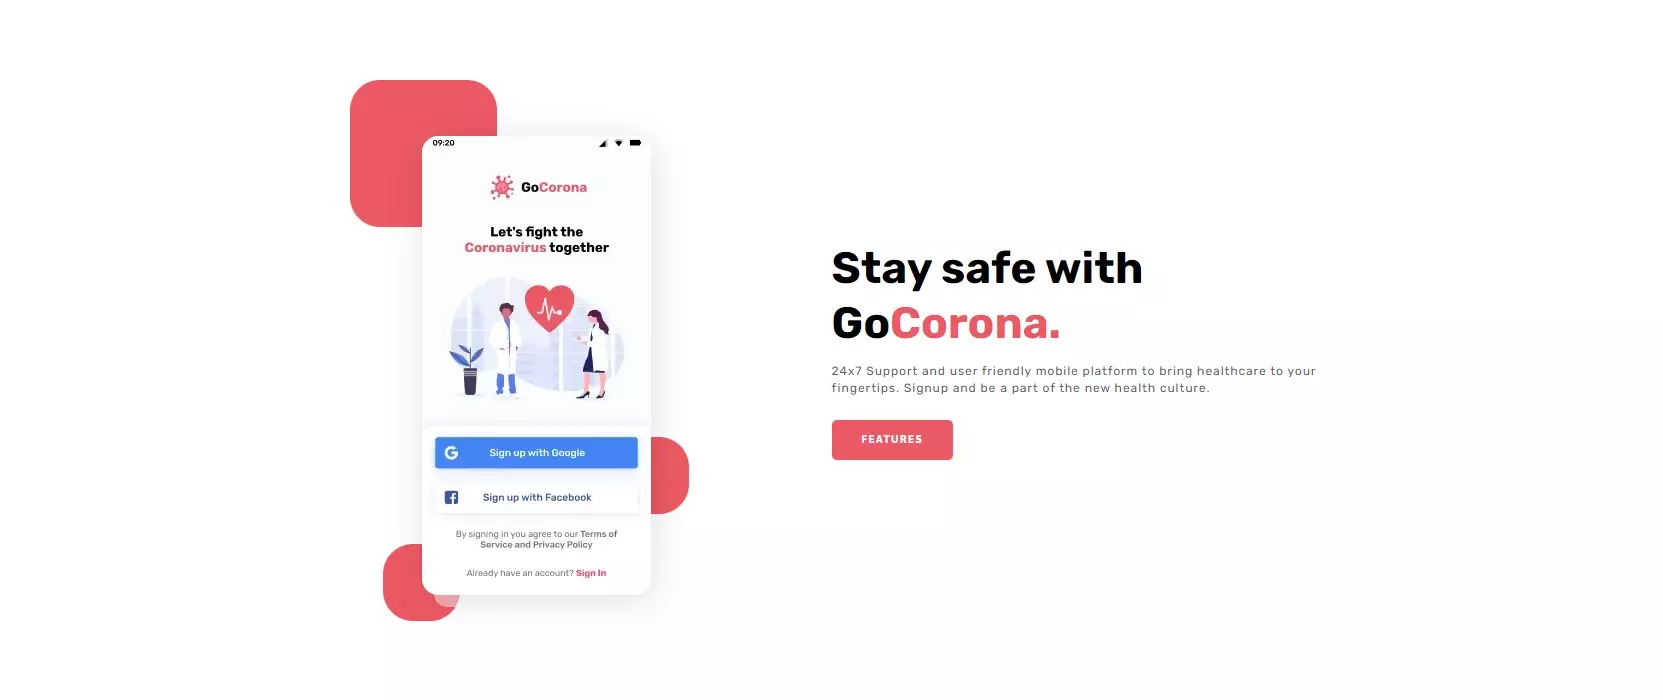 09:20
GoCorona
Let's fight the
Coronavirus together
Sign up with Google
Sign up with Facebook
By signing in you agree to our Terms of
Service and Privacy Policy
Already have an account? Sign In
Stay safe with
GoCorona.
24x7 Support and user friendly mobile platform to bring healthcare to your
fingertips. Signup and be a part of the new health culture.
FEATURES